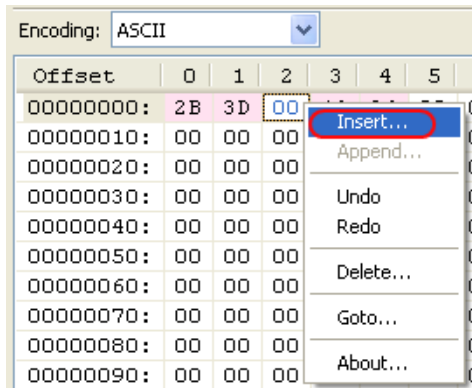 Encoding: ASCII
Offset 0 1 2 3 4 5
00000000: 2B 3D 00
00000010: 00 00 00
00000020: 00 00 00
00000030: 00 00 00
00000040: 00 00 00
00000050: 00 00 00
00000060: 00 00 00
00000070: 00 00 00
00000080: 00 00 00
00000090: 00 00 00
Insert...
Append...
Undo
Redo
Delete...
Goto...
About...